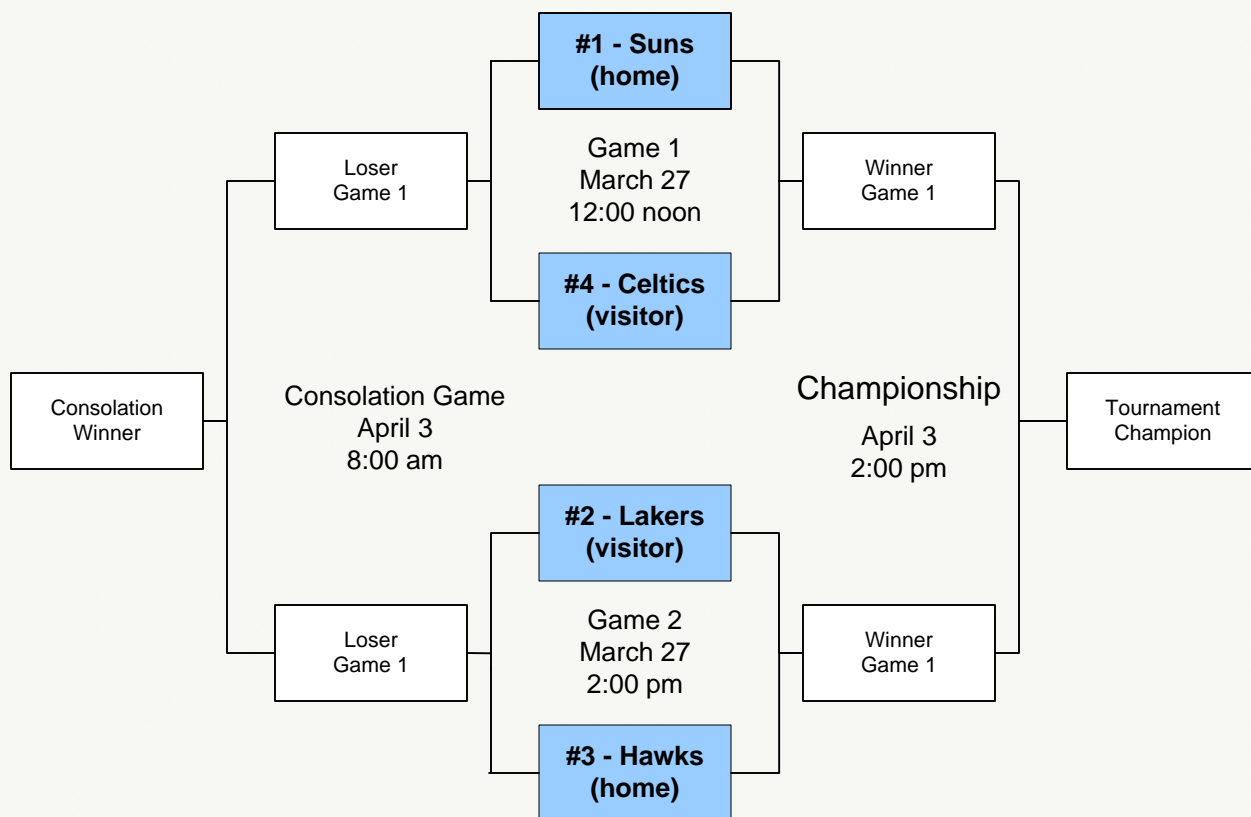 #1 - Suns
(home)
Loser
Game 1
Game 1
March 27
12:00 noon
Winner
Game 1
#4 - Celtics
(visitor)
Consolation
Winner
Consolation Game
April 3
8:00 am
Championship
April 3
2:00 pm
Tournament
Champion
#2 - Lakers
(visitor)
Loser
Game 1
Game 2
March 27
2:00 pm
Winner
Game 1
#3 - Hawks
(home)